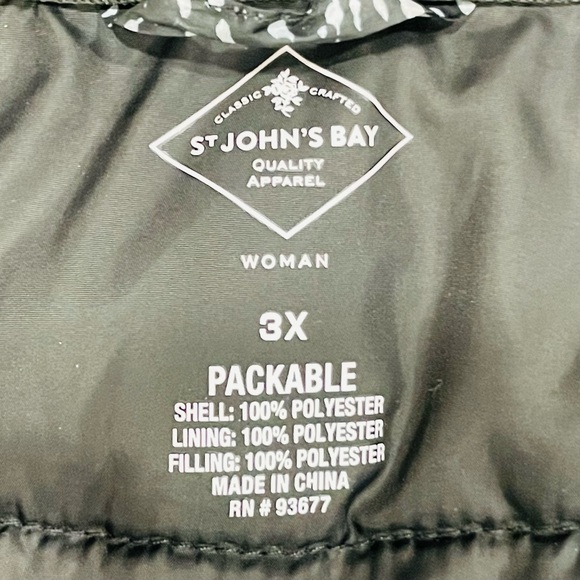 CLASSIC CRAFTED
ST JOHN'S BAY
QUALITY
APPAREL
WOMAN
3X
PACKABLE
SHELL: 100% POLYESTER
LINING: 100% POLYESTER
FILLING: 100% POLYESTER
MADE IN CHINA
RN # 93677